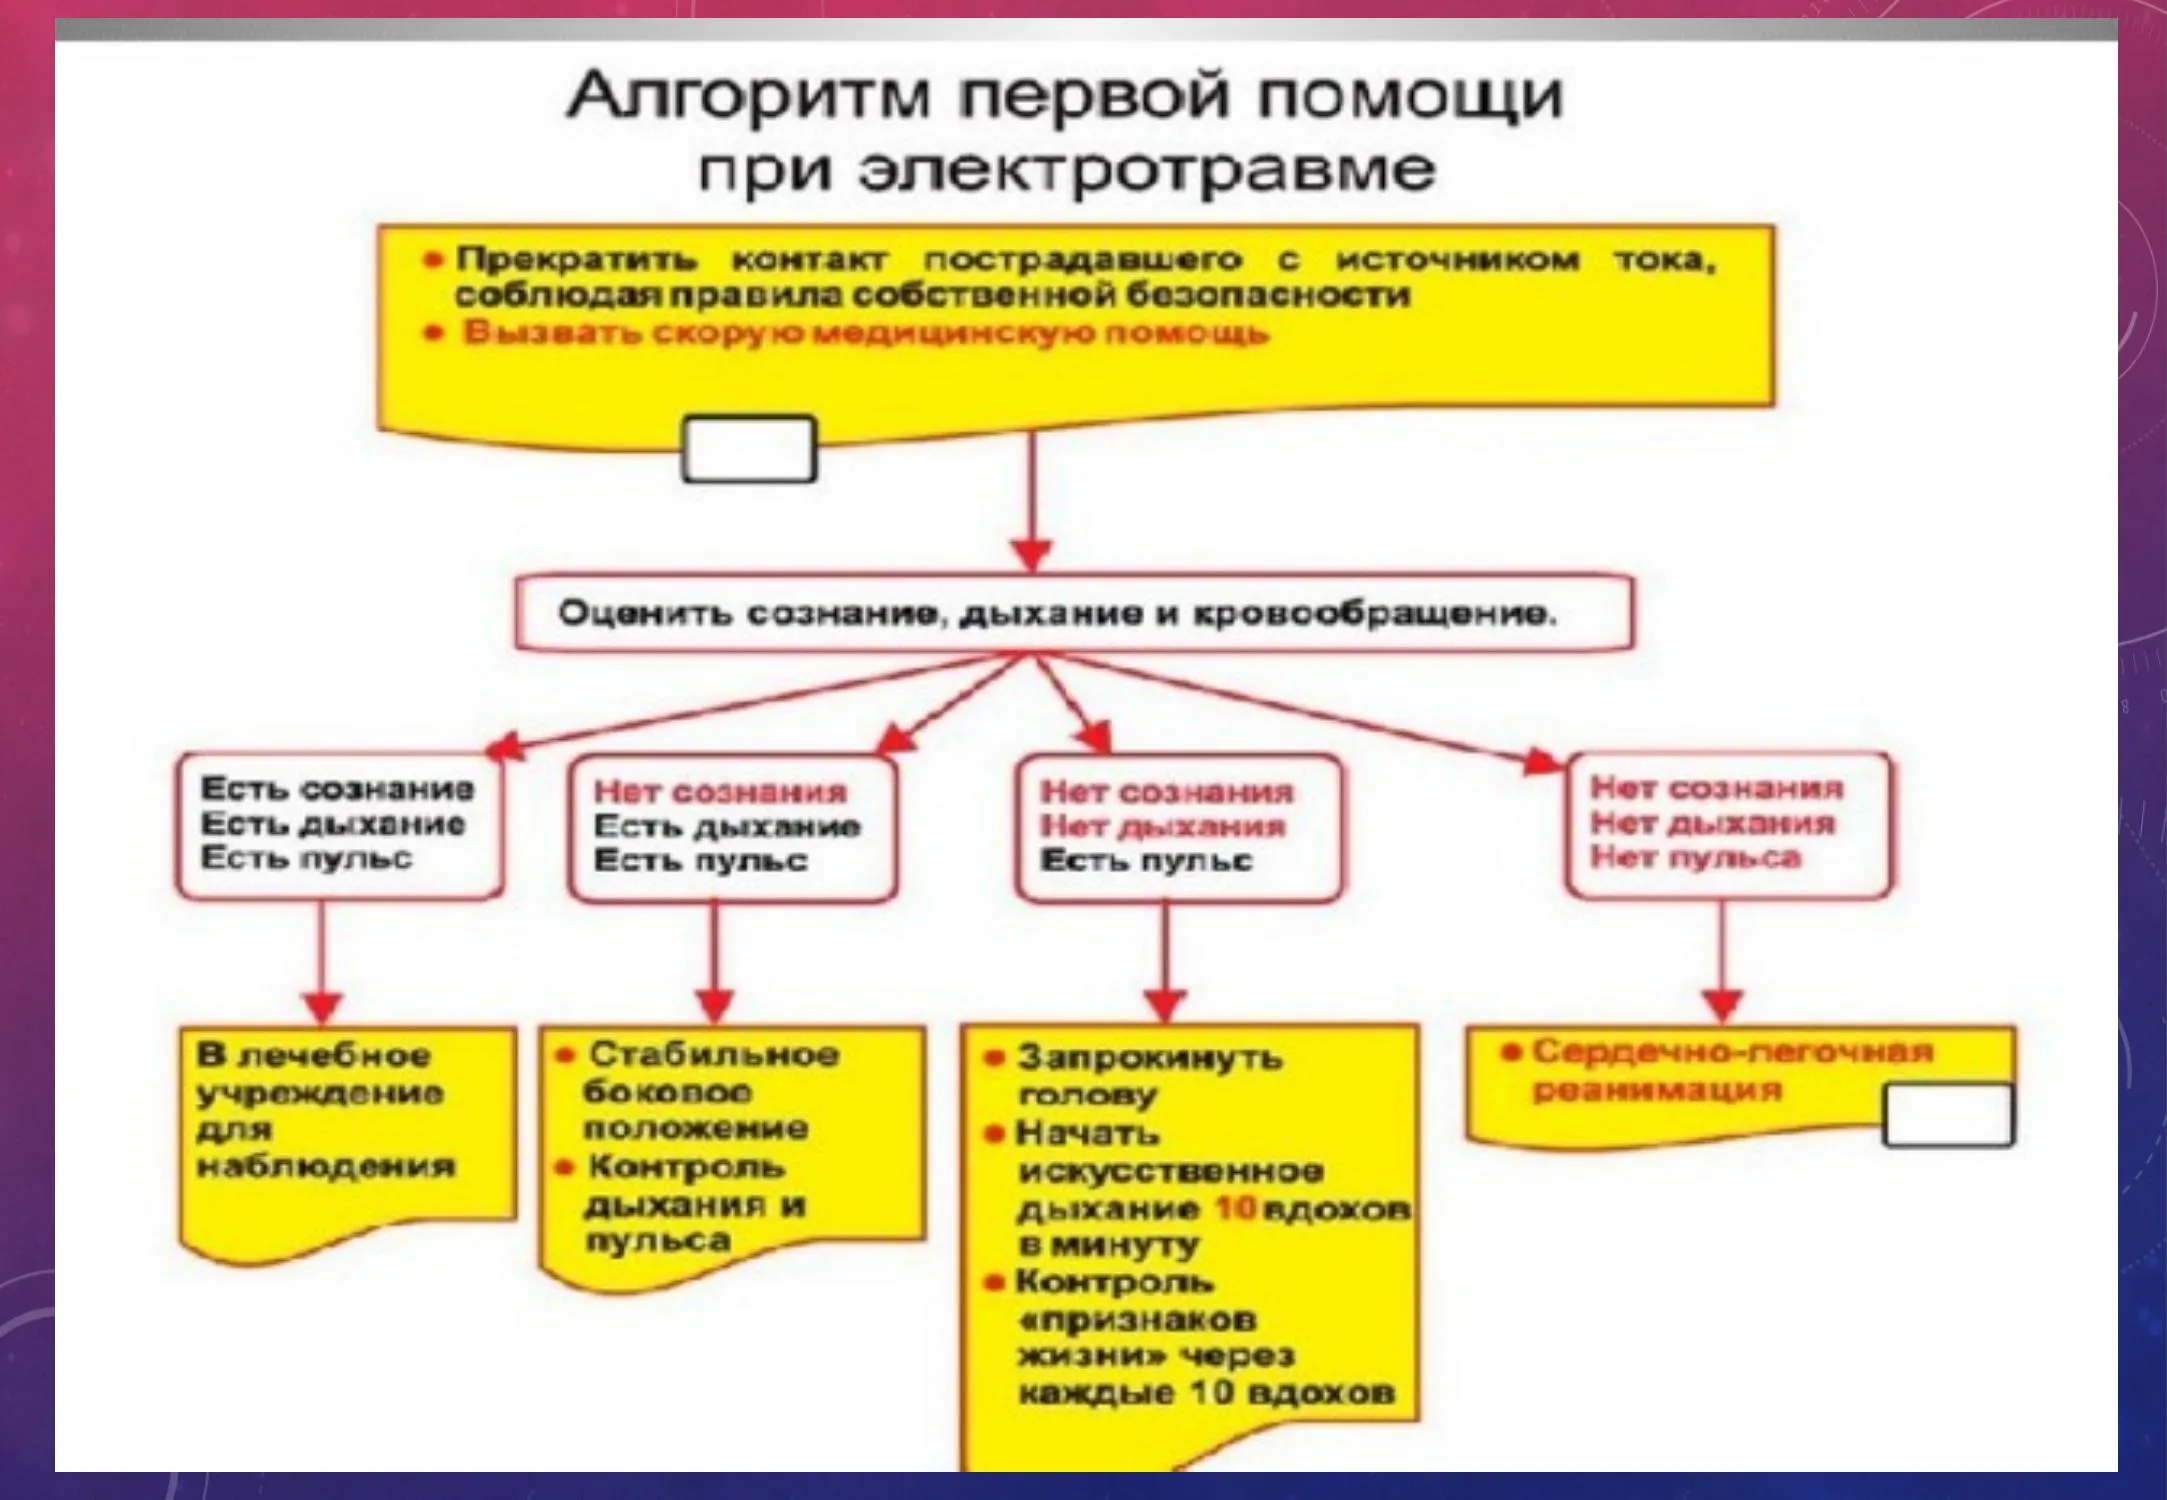 Алгоритм первой помощи
при электротравме
● Прекратить контакт пострадавшего с источником тока,
соблюдая правила собственной безопасности
● Вызвать скорую медицинскую помощь
Оценить сознание, дыхание и кровообращение.
Есть сознание
Есть дыхание
Есть пульс
Нет сознания
Есть дыхание
Есть пульс
Нет сознания
Нет дыхания
Есть пульс
Нет сознания
Нет дыхания
Нет пульса
В лечебное
учреждение
для
наблюдения
● Стабильное
боковое
положение
● Контроль
дыхания и
пульса
● Запрокинуть
голову
● Начать
искусственное
дыхание 10 вдохов
в минуту
● Контроль
«признаков
жизни» через
каждые 10 вдохов
● Сердечно-легочная
реанимация